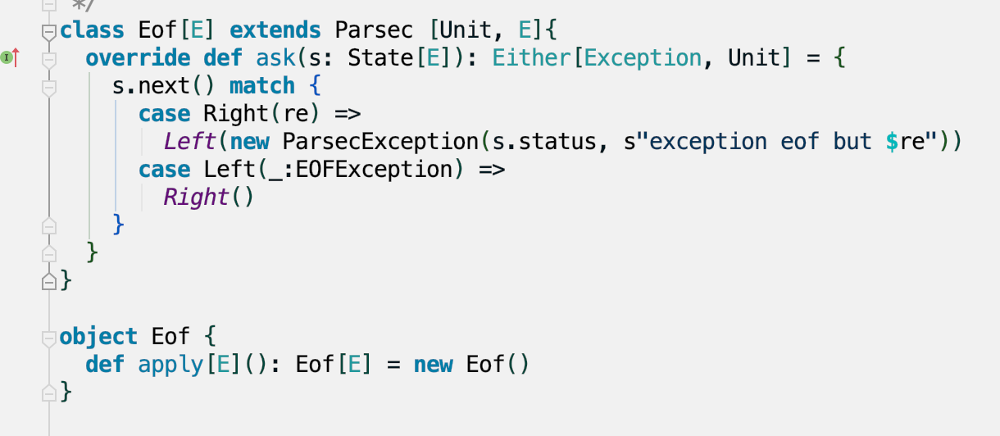 */
class Eof[E] extends Parsec [Unit, E]{
  override def ask(s: State[E]): Either[Exception, Unit] = {
    s.next() match {
      case Right(re) =>
        Left(new ParsecException(s.status, s"exception eof but $re"))
      case Left(_:EOFException) =>
        Right()
    }
  }
}

object Eof {
  def apply[E](): Eof[E] = new Eof()
}